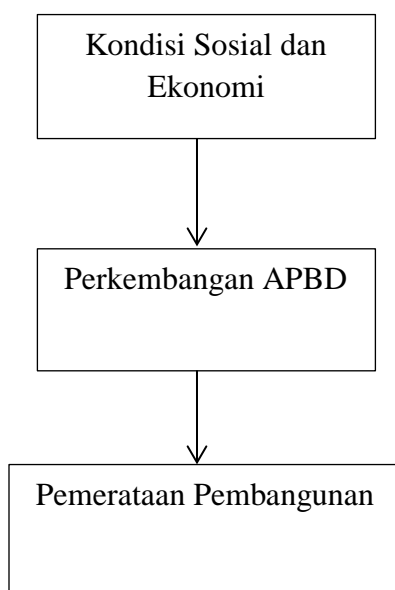 Kondisi Sosial dan
Ekonomi
Perkembangan APBD
Pemerataan Pembangunan